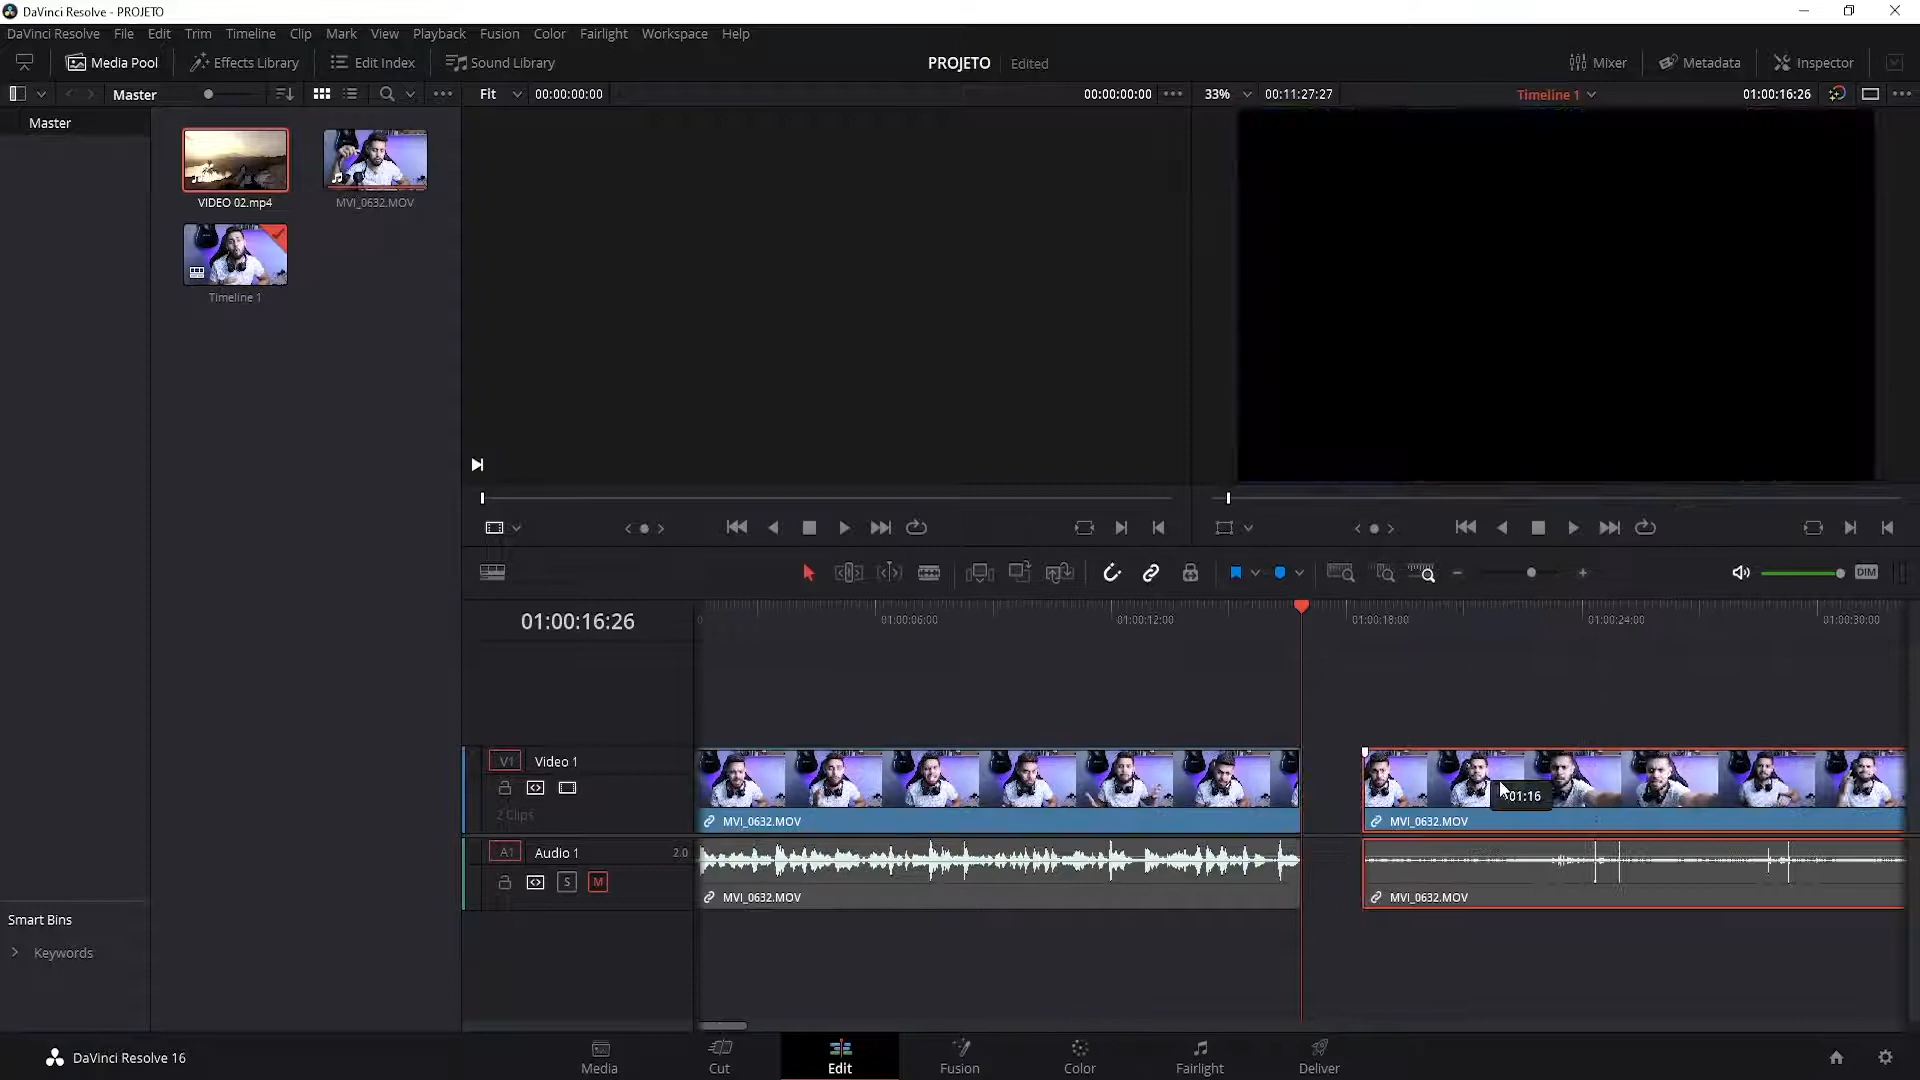 DaVinci Resolve - PROJETO
DaVinci Resolve File Edit Trim Timeline Clip Mark View Playback Fusion Color Fairlight Workspace Help
Media Pool Effects Library Edit Index Sound Library PROJETO Edited Mixer Metadata Inspector
Master Fit 00:00:00:00 00:00:00:00 33% 00:11:27:27 Timeline 1 01:00:16:26
Master
VIDEO 02.mp4 MVI_0632.MOV
Timeline 1
DIM
01:00:16:26
01:00:06:00 01:00:12:00 01:00:18:00 01:00:24:00 01:00:30:00
V1 Video 1
01:16
2 Clips
MVI_0632.MOV MVI_0632.MOV
A1 Audio 1 2.0
S M
MVI_0632.MOV MVI_0632.MOV
Smart Bins
Keywords
DaVinci Resolve 16
Media Cut Edit Fusion Color Fairlight Deliver